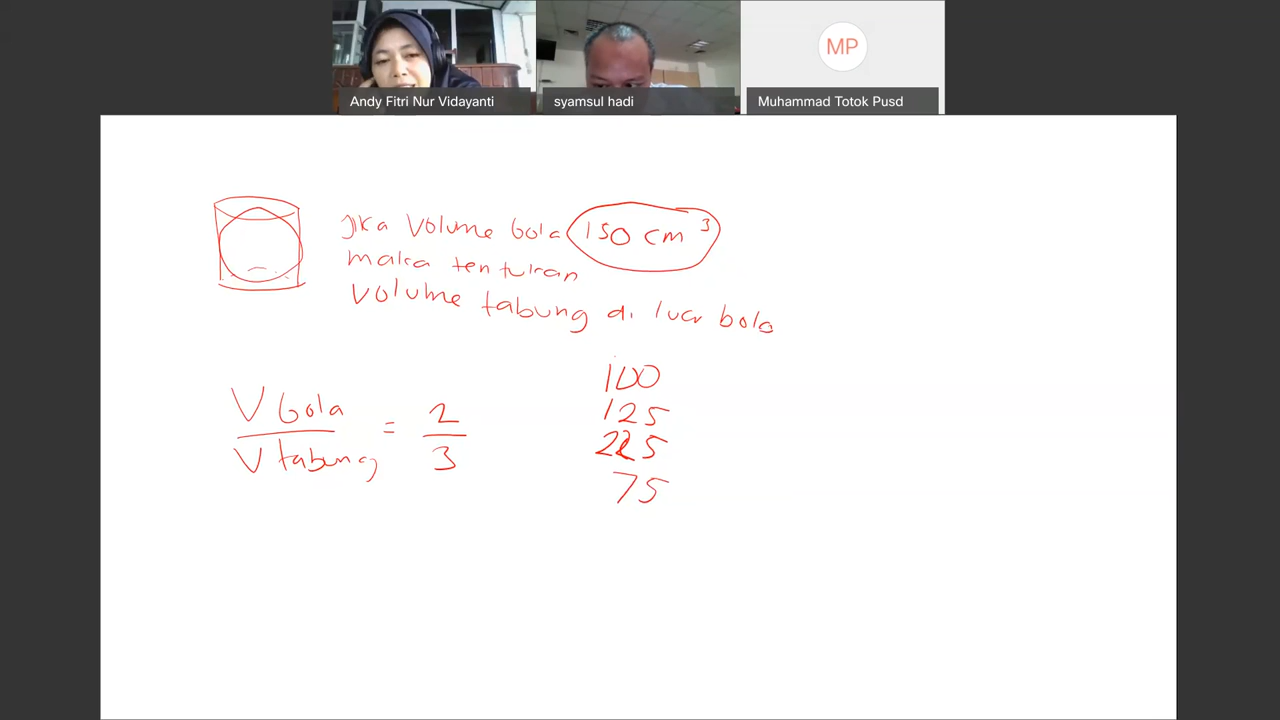 MP
Andy Fitri Nur Vidayanti
syamsul hadi
Muhammad Totok Pusd
Jika Volume bola 150 cm³
maka tentukan
Volume tabung di luar bola
V bola / V tabung = 2 / 3
100
125
225
75